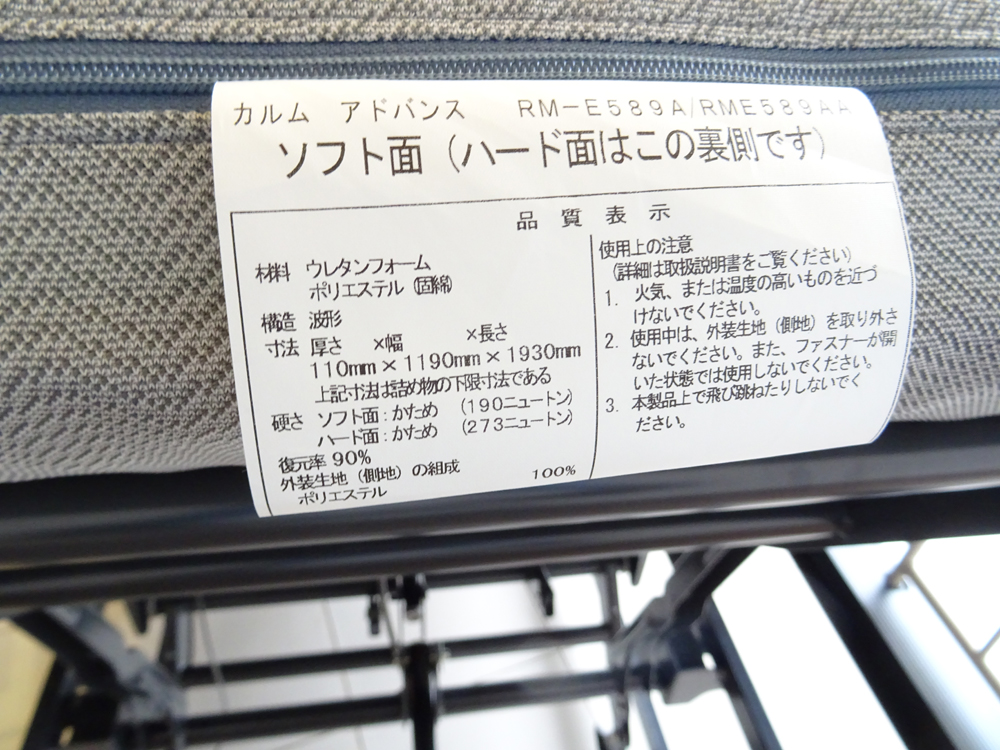 カルム アドバンス RM-E589A/RME589AA
ソフト面（ハード面はこの裏側です）
品質表示
材料 ウレタンフォーム
ポリエステル（固綿）
構造 波形
寸法 厚さ ×幅 ×長さ
110mm×1190mm×1930mm
上記寸法は詰め物の下限寸法である
硬さ ソフト面：かため （190ニュートン）
ハード面：かため （273ニュートン）
復元率 90%
外装生地（側地）の組成
ポリエステル 100%
使用上の注意
（詳細は取扱説明書をご覧ください）
1. 火気、または温度の高いものを近づ
けないでください。
2. 使用中は、外装生地（側地）を取り外さ
ないでください。また、ファスナーが開
いた状態では使用しないでください。
3. 本製品上で飛び跳ねたりしないでく
ださい。